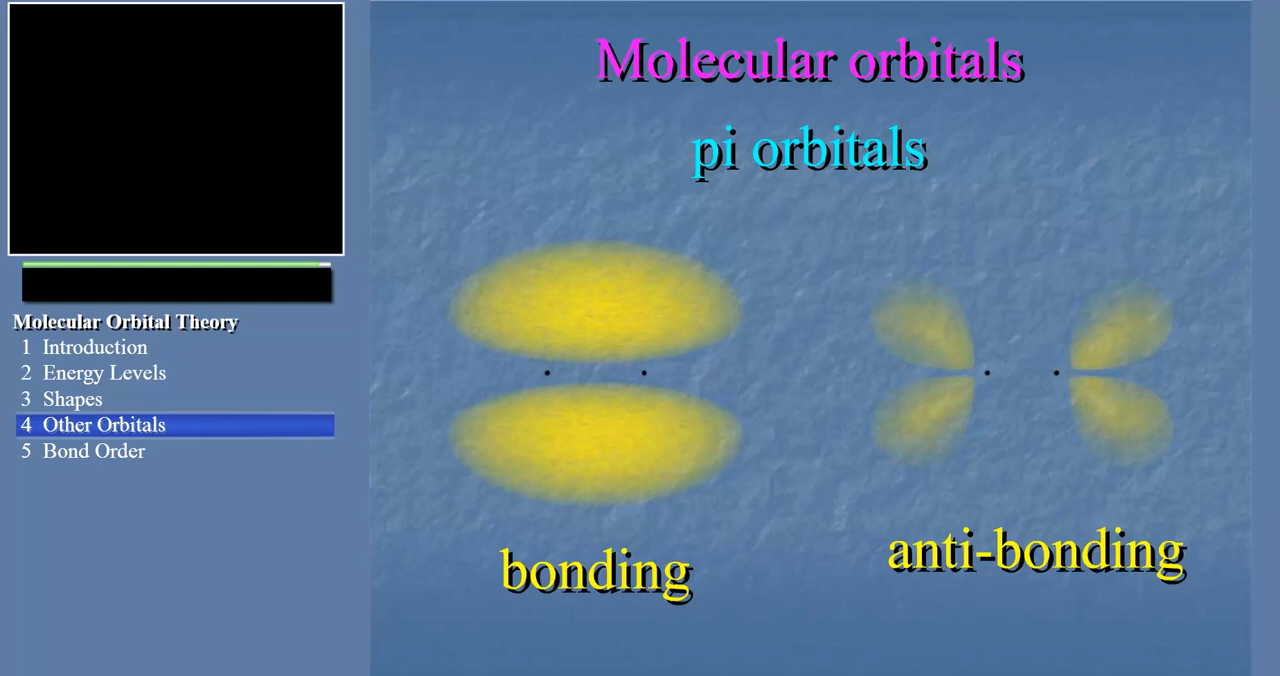 Molecular Orbital Theory
1 Introduction
2 Energy Levels
3 Shapes
4 Other Orbitals
5 Bond Order
Molecular orbitals
pi orbitals
bonding
anti-bonding